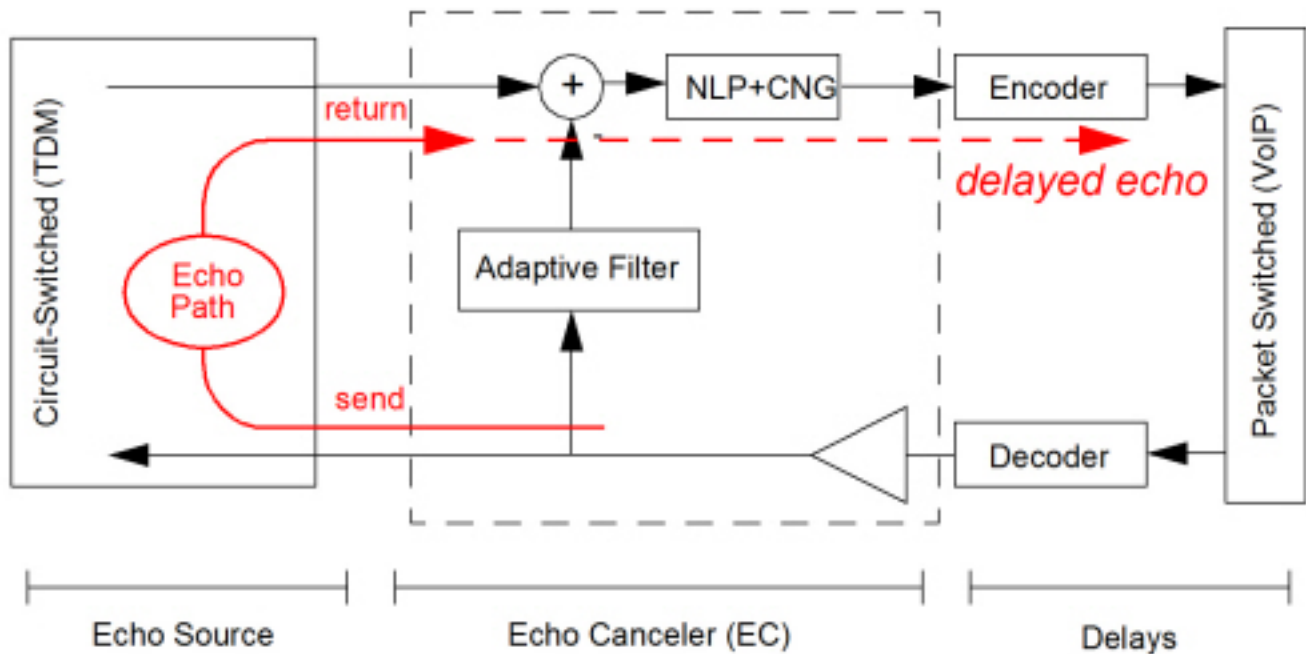 Circuit-Switched (TDM)
return
Echo
Path
send
+
NLP+CNG
Adaptive Filter
Encoder
delayed echo
Decoder
Packet Switched (VoIP)
Echo Source
Echo Canceler (EC)
Delays